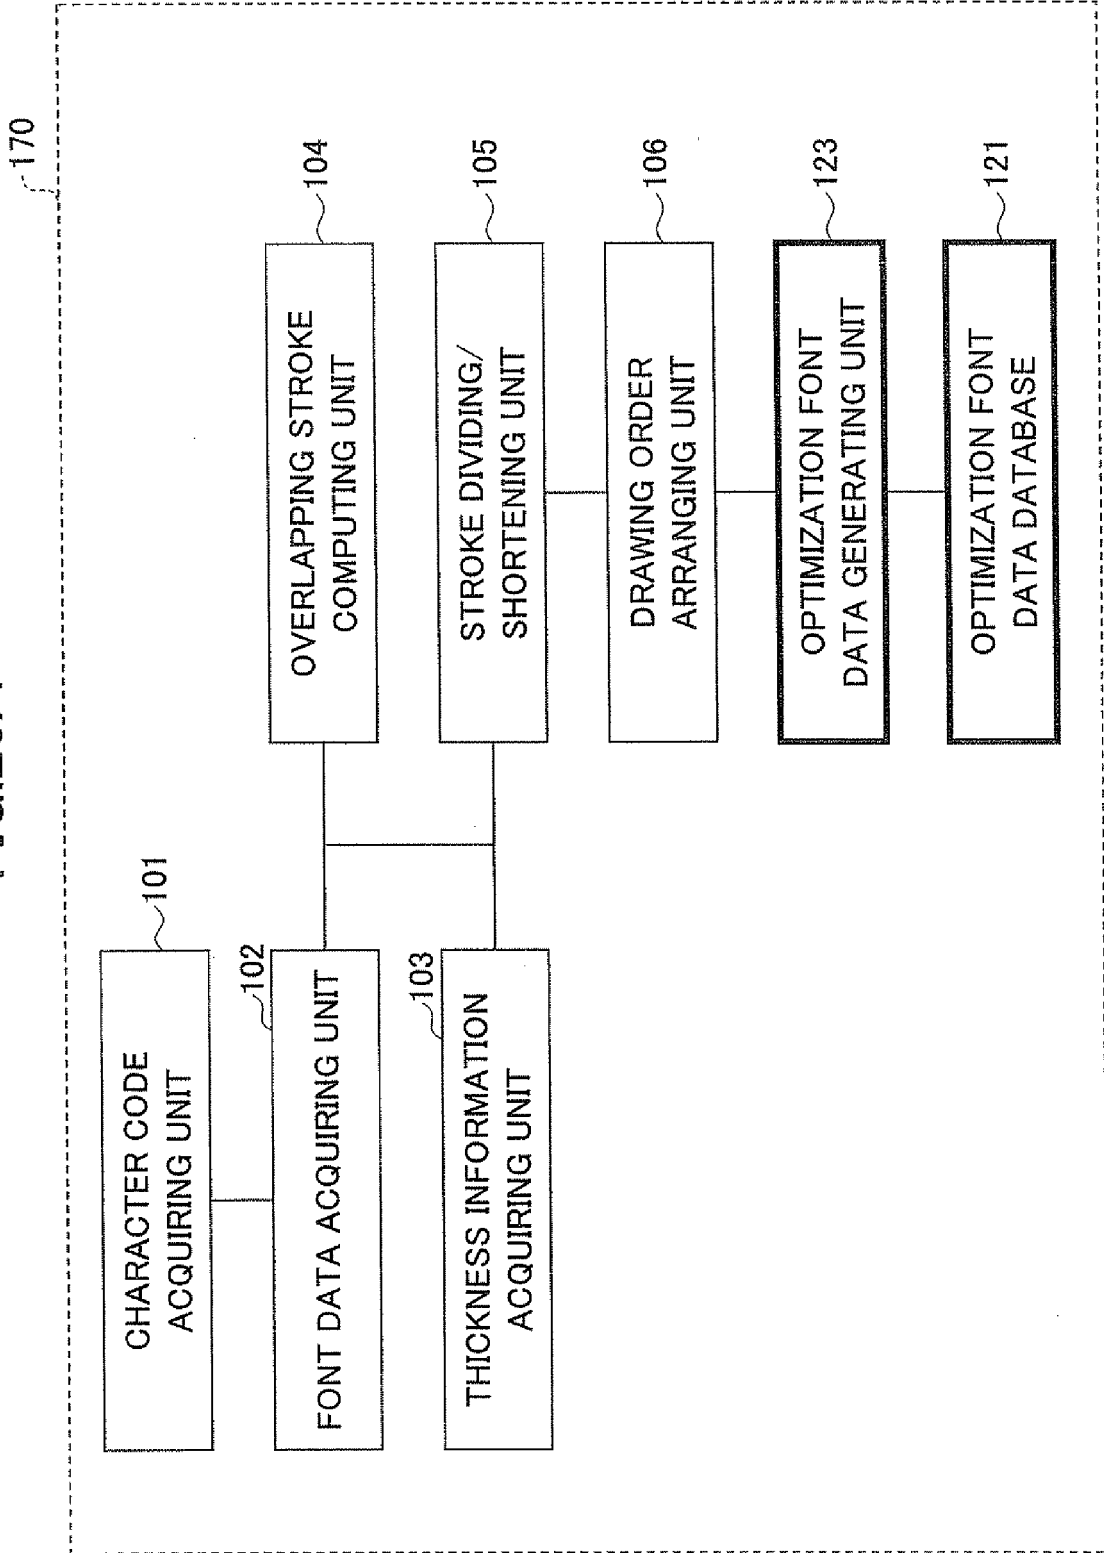 170
CHARACTER CODE
ACQUIRING UNIT
101
FONT DATA ACQUIRING UNIT
102
THICKNESS INFORMATION
ACQUIRING UNIT
103
OVERLAPPING STROKE
COMPUTING UNIT
104
STROKE DIVIDING/
SHORTENING UNIT
105
DRAWING ORDER
ARRANGING UNIT
106
OPTIMIZATION FONT
DATA GENERATING UNIT
123
OPTIMIZATION FONT
DATA DATABASE
121